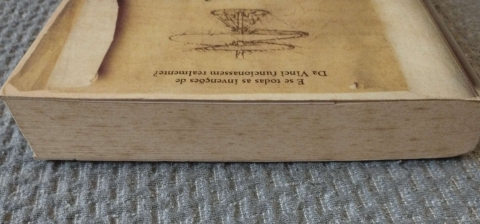 E se todas as invenções de
Da Vinci funcionassem realmente?